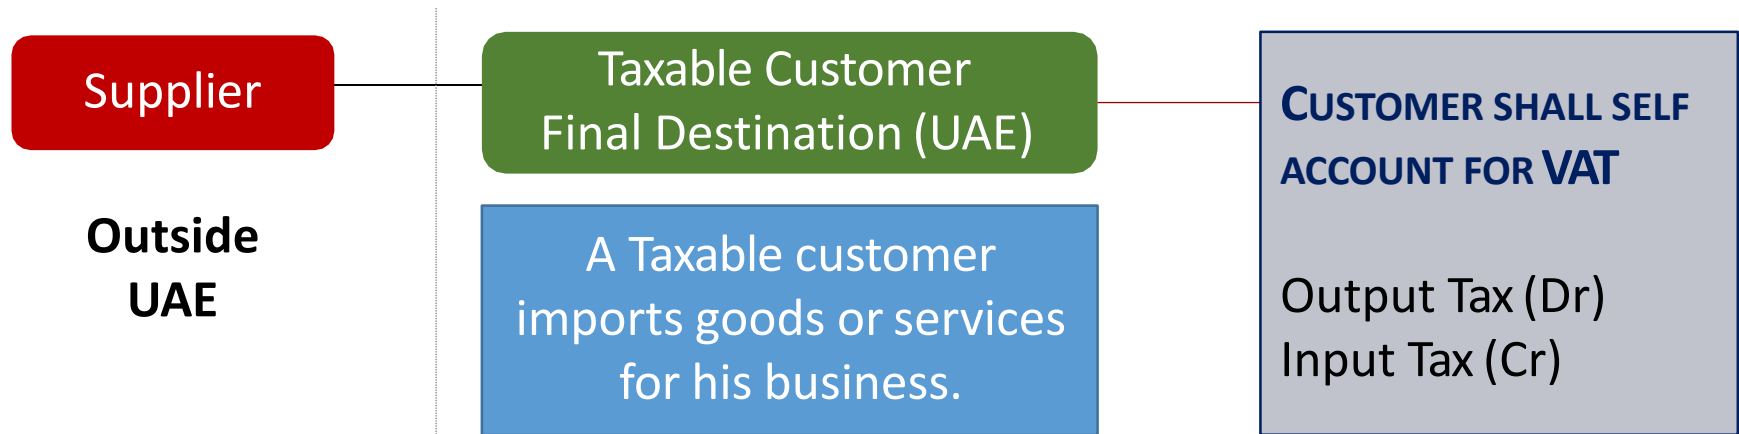 Supplier
Outside
UAE
Taxable Customer
Final Destination (UAE)
A Taxable customer
imports goods or services
for his business.
CUSTOMER SHALL SELF
ACCOUNT FOR VAT
Output Tax (Dr)
Input Tax (Cr)